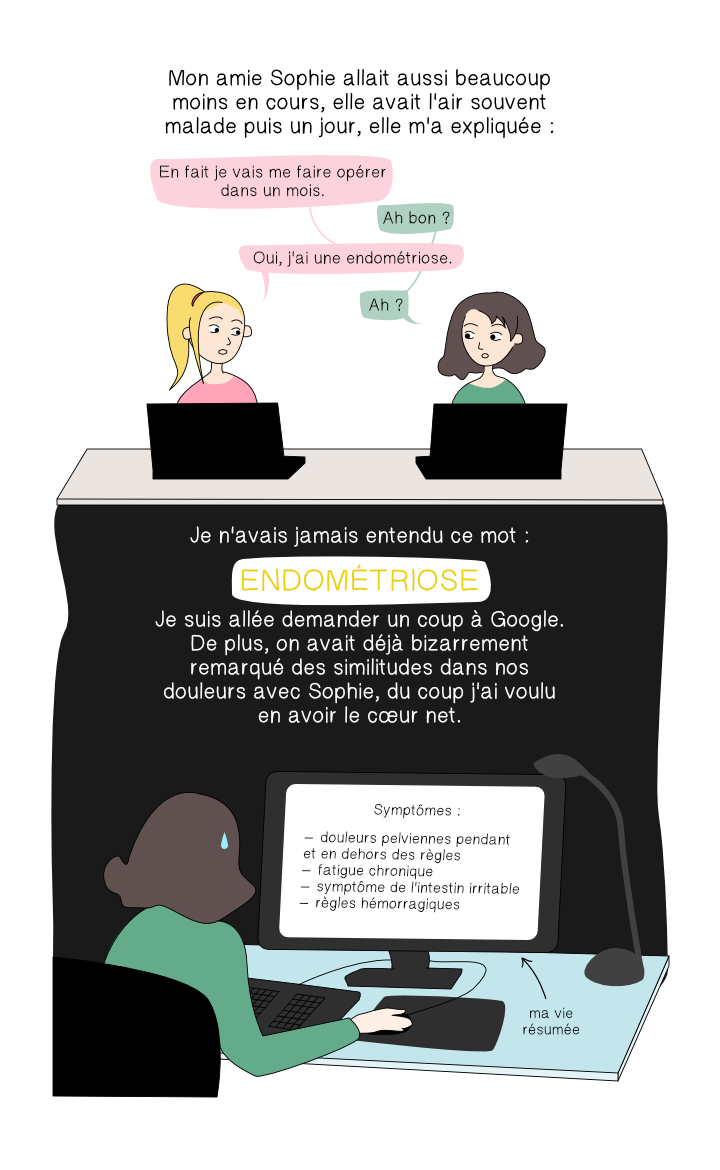 Mon amie Sophie allait aussi beaucoup
moins en cours, elle avait l'air souvent
malade puis un jour, elle m'a expliquée :
En fait je vais me faire opérer
dans un mois.
Ah bon ?
Oui, j'ai une endométriose.
Ah ?
Je n'avais jamais entendu ce mot :
ENDOMÉTRIOSE
Je suis allée demander un coup à Google.
De plus, on avait déjà bizarrement
remarqué des similitudes dans nos
douleurs avec Sophie, du coup j'ai voulu
en avoir le cœur net.
Symptômes :
– douleurs pelviennes pendant
et en dehors des règles
– fatigue chronique
– symptôme de l'intestin irritable
– règles hémorragiques
ma vie
résumée